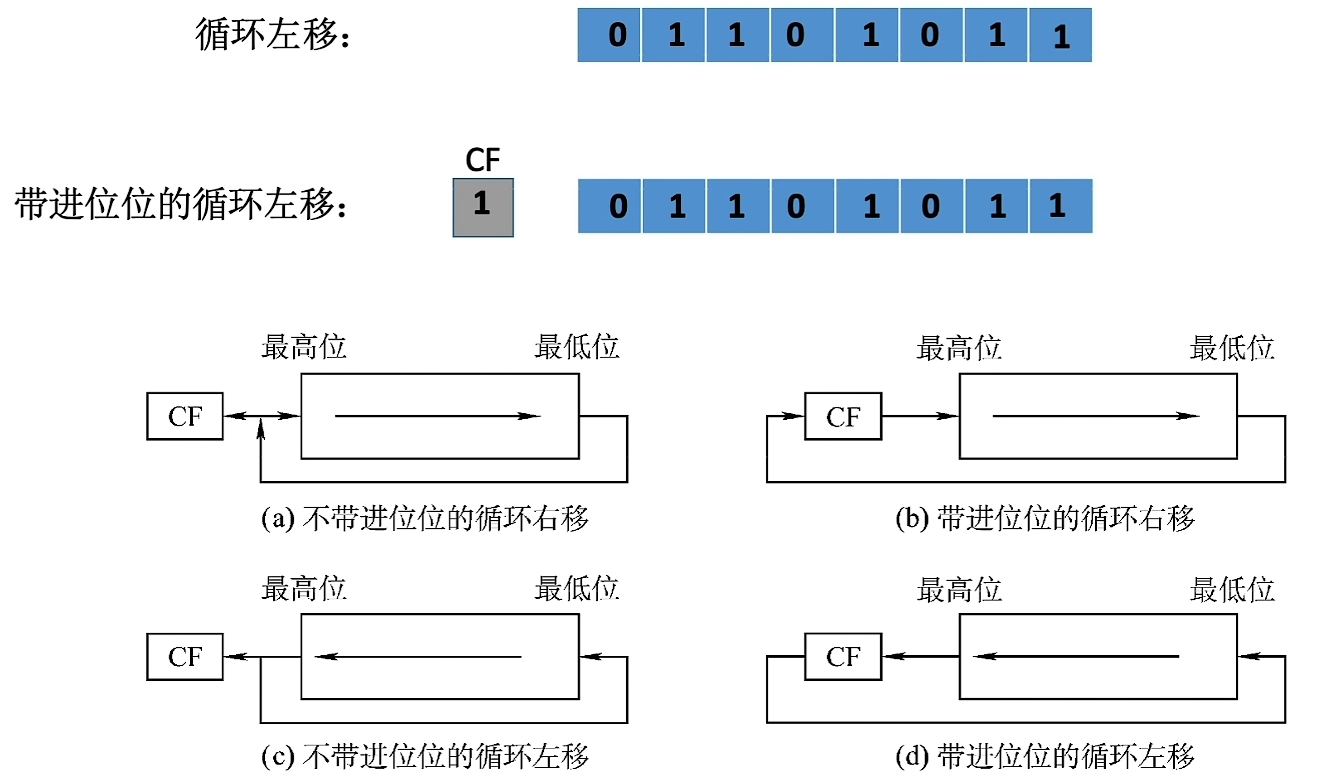 循环左移： 0 1 1 0 1 0 1 1
CF
带进位位的循环左移： 1 0 1 1 0 1 0 1 1
最高位 最低位 最高位 最低位
CF CF
(a) 不带进位位的循环右移 (b) 带进位位的循环右移
最高位 最低位 最高位 最低位
CF CF
(c) 不带进位位的循环左移 (d) 带进位位的循环左移